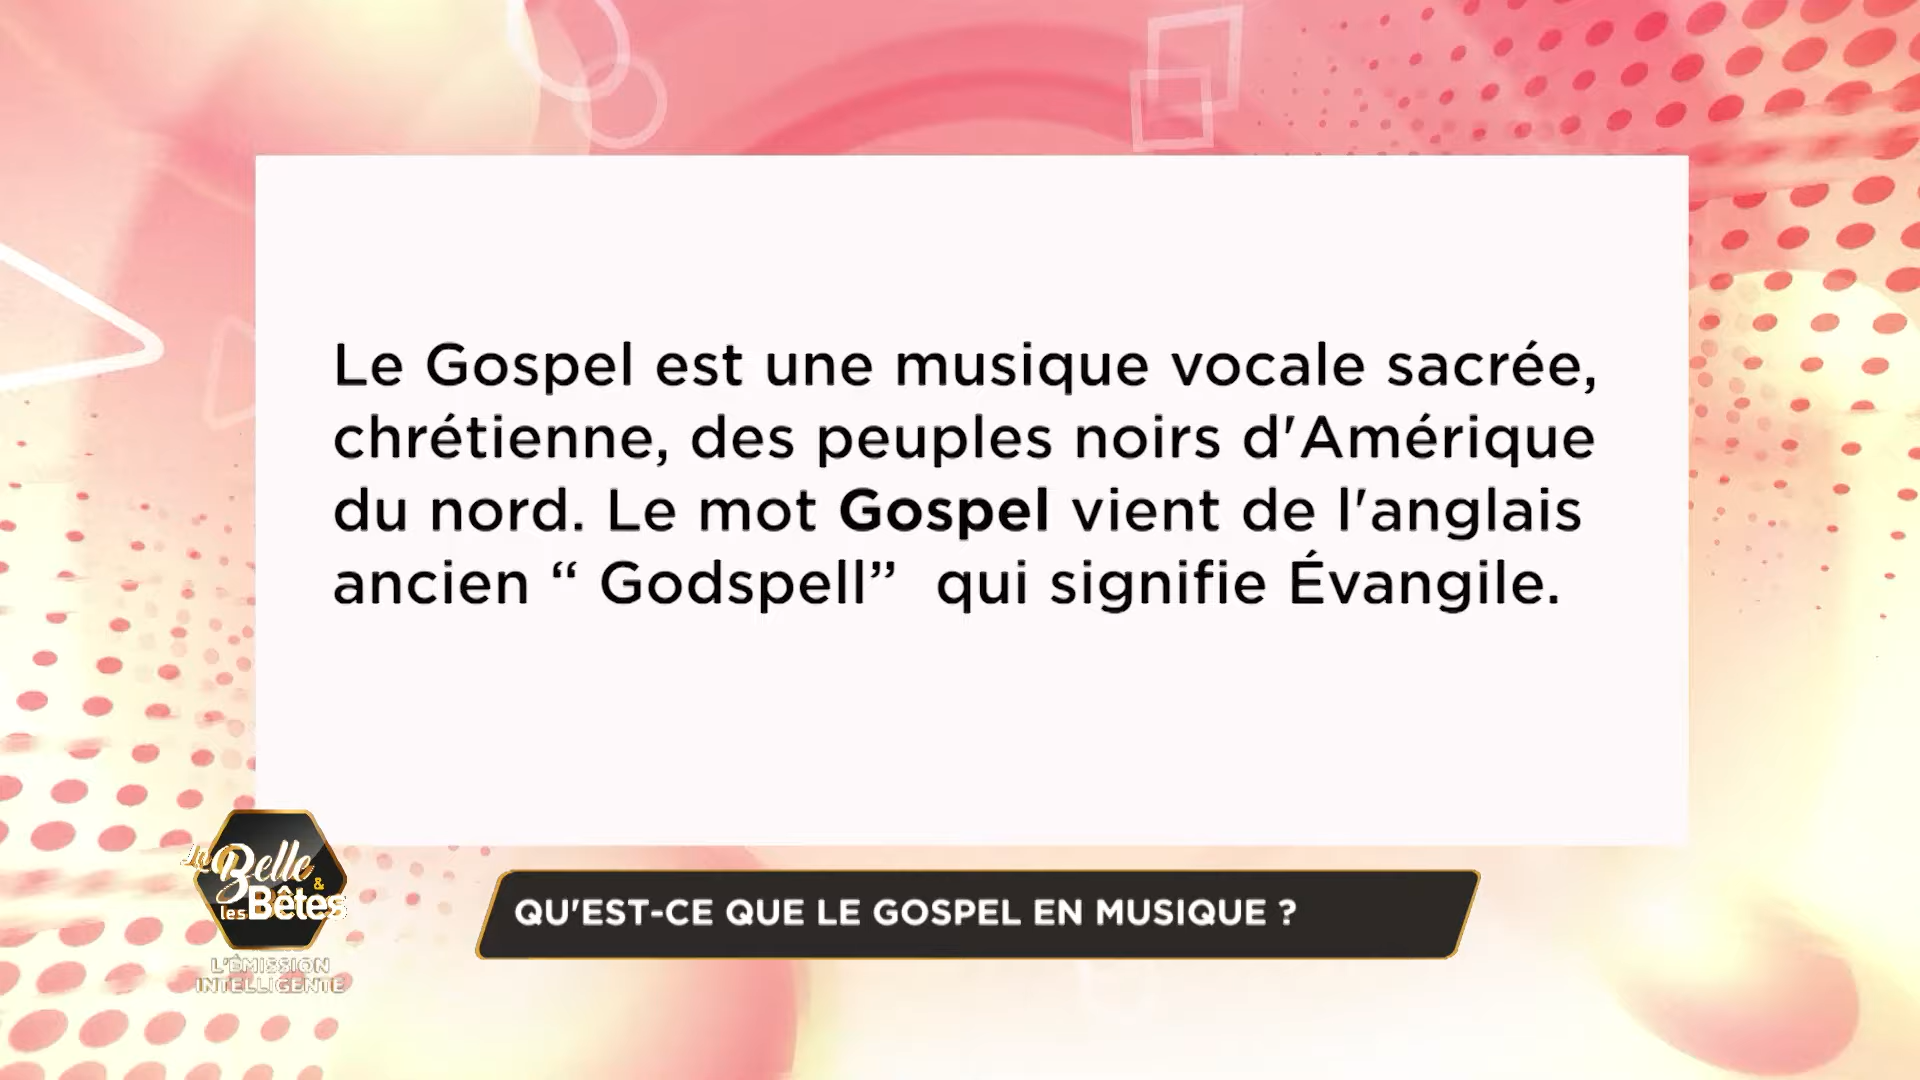 Le Gospel est une musique vocale sacrée,
chrétienne, des peuples noirs d'Amérique
du nord. Le mot Gospel vient de l'anglais
ancien “ Godspell”  qui signifie Évangile.
La Belle
& les Bêtes
L'ÉMISSION
INTELLIGENTE
QU'EST-CE QUE LE GOSPEL EN MUSIQUE ?